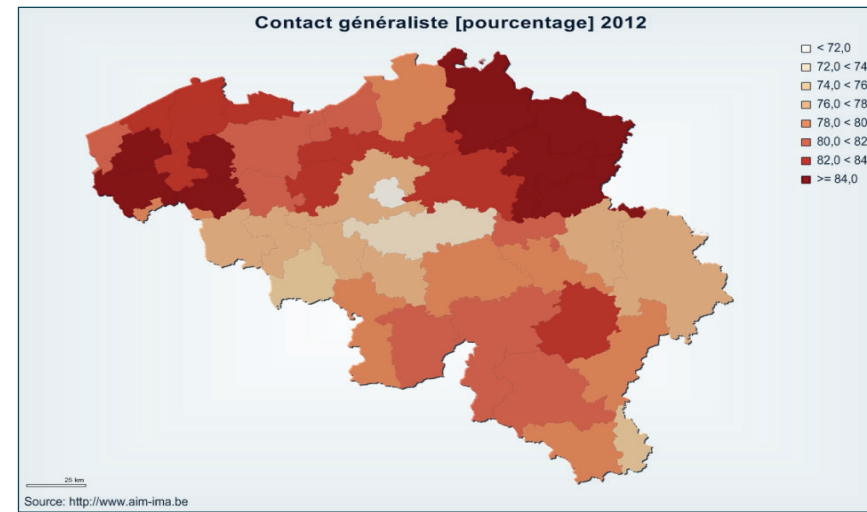 Contact généraliste [pourcentage] 2012
< 72,0
72,0 < 74
74,0 < 76
76,0 < 78
78,0 < 80
80,0 < 82
82,0 < 84
>= 84,0
25 km
Source: http://www.aim-ima.be